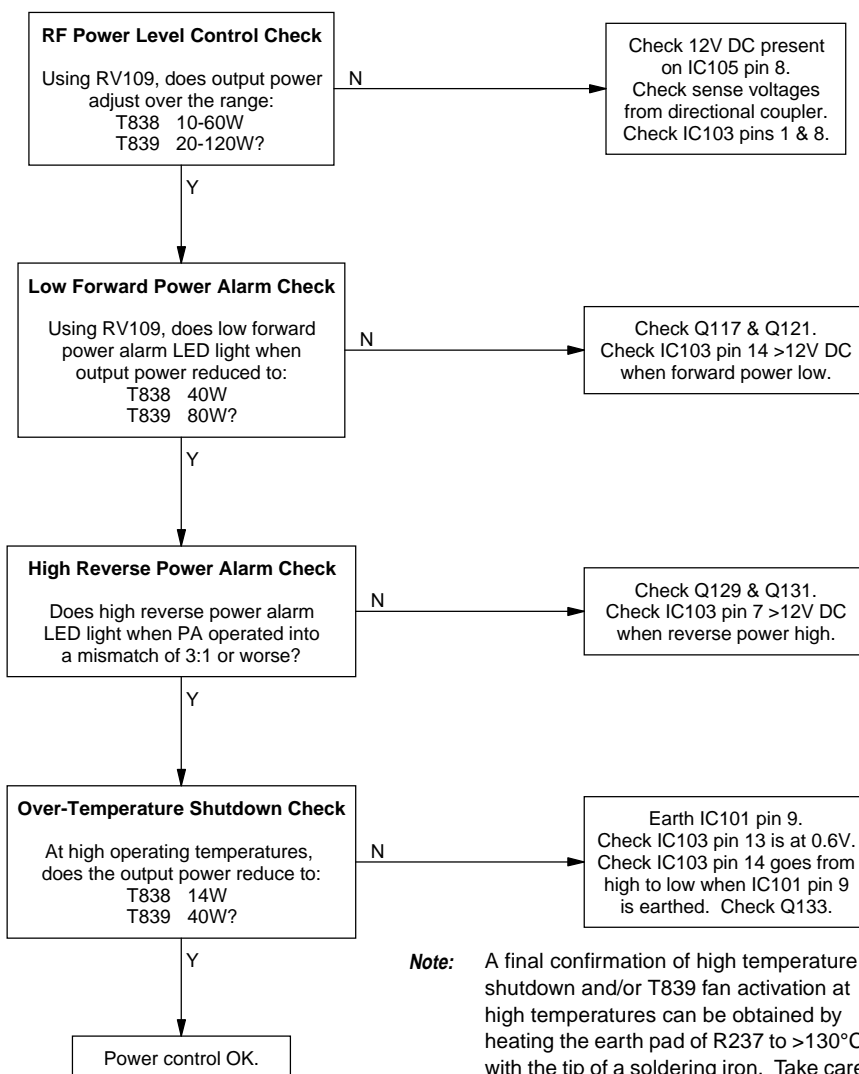 RF Power Level Control Check
Using RV109, does output power
adjust over the range:
T838 10-60W
T839 20-120W?
N
Check 12V DC present
on IC105 pin 8.
Check sense voltages
from directional coupler.
Check IC103 pins 1 & 8.
Y
Low Forward Power Alarm Check
Using RV109, does low forward
power alarm LED light when
output power reduced to:
T838 40W
T839 80W?
N
Check Q117 & Q121.
Check IC103 pin 14 >12V DC
when forward power low.
Y
High Reverse Power Alarm Check
Does high reverse power alarm
LED light when PA operated into
a mismatch of 3:1 or worse?
N
Check Q129 & Q131.
Check IC103 pin 7 >12V DC
when reverse power high.
Y
Over-Temperature Shutdown Check
At high operating temperatures,
does the output power reduce to:
T838 14W
T839 40W?
N
Earth IC101 pin 9.
Check IC103 pin 13 is at 0.6V.
Check IC103 pin 14 goes from
high to low when IC101 pin 9
is earthed. Check Q133.
Y
Power control OK.
Note: A final confirmation of high temperature
shutdown and/or T839 fan activation at
high temperatures can be obtained by
heating the earth pad of R237 to >130°C
with the tip of a soldering iron. Take care